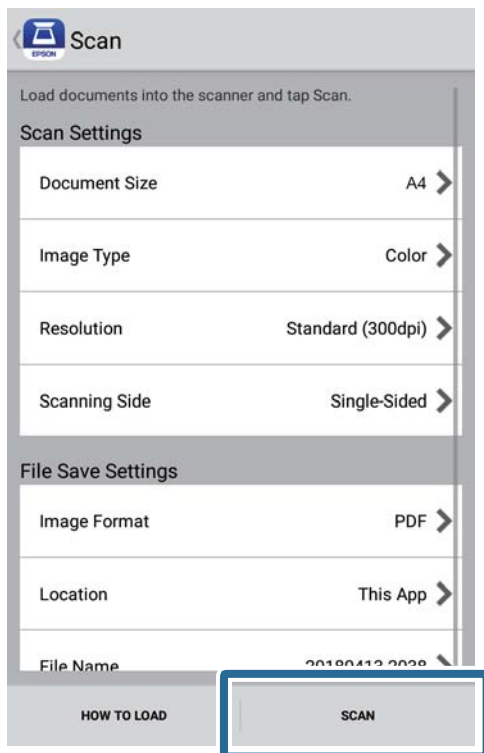 EPSON
Scan
Load documents into the scanner and tap Scan.
Scan Settings
Document Size A4
Image Type Color
Resolution Standard (300dpi)
Scanning Side Single-Sided
File Save Settings
Image Format PDF
Location This App
File Name 20180413 2038
HOW TO LOAD SCAN